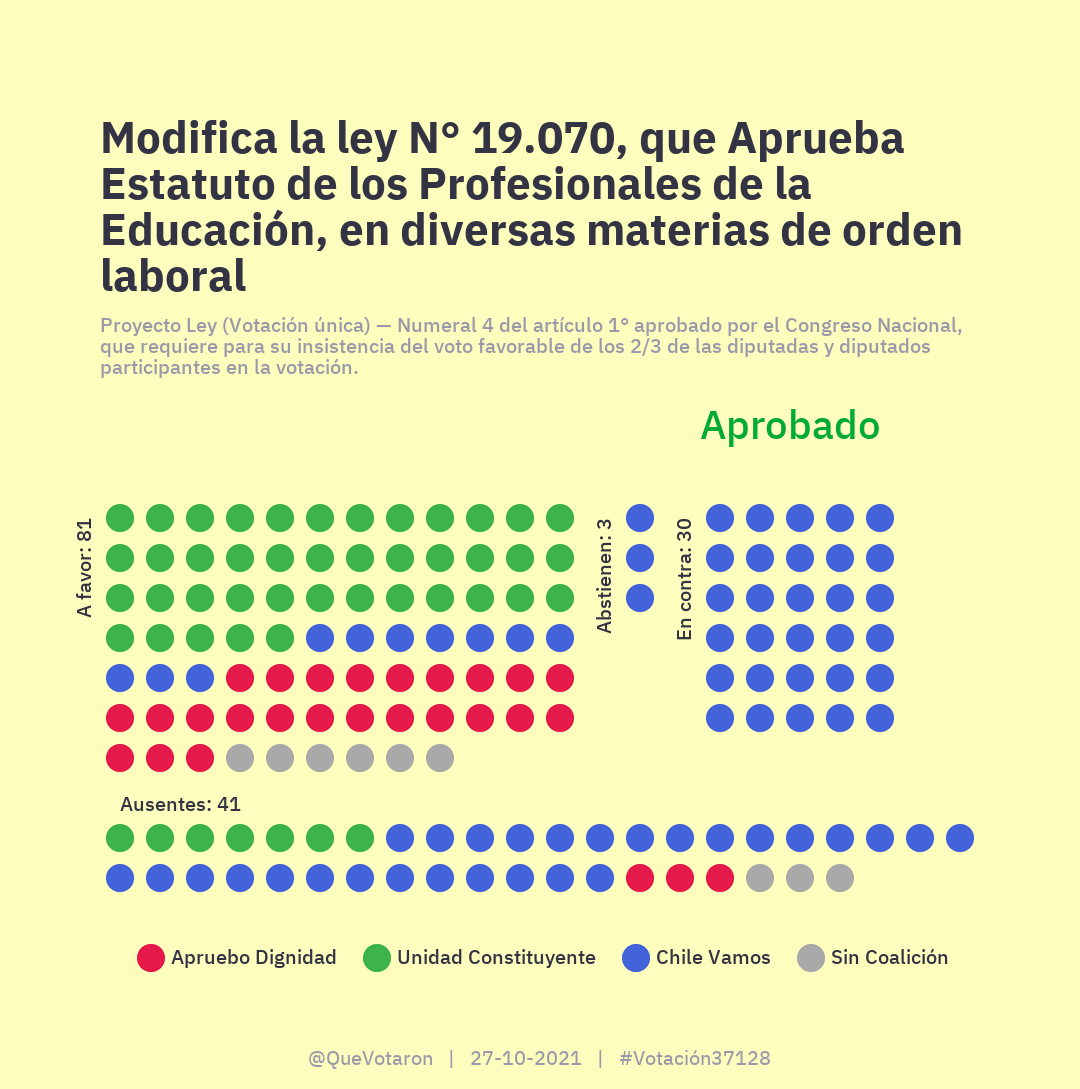 Modifica la ley N° 19.070, que Aprueba
Estatuto de los Profesionales de la
Educación, en diversas materias de orden
laboral
Proyecto Ley (Votación única) — Numeral 4 del artículo 1° aprobado por el Congreso Nacional,
que requiere para su insistencia del voto favorable de los 2/3 de las diputadas y diputados
participantes en la votación.
Aprobado
A favor: 81
Abstienen: 3
En contra: 30
Ausentes: 41
Apruebo Dignidad
Unidad Constituyente
Chile Vamos
Sin Coalición
@QueVotaron | 27-10-2021 | #Votación37128